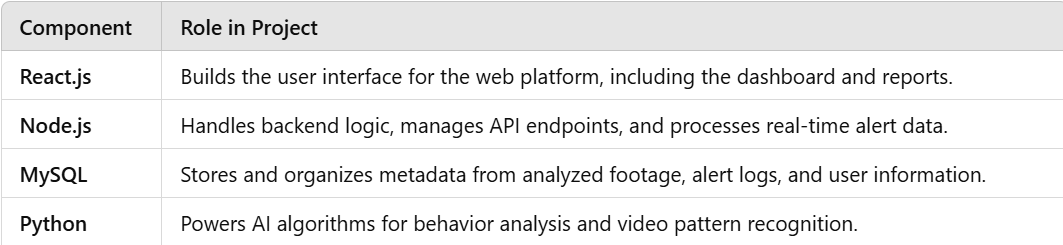 Component Role in Project
React.js Builds the user interface for the web platform, including the dashboard and reports.
Node.js Handles backend logic, manages API endpoints, and processes real-time alert data.
MySQL Stores and organizes metadata from analyzed footage, alert logs, and user information.
Python Powers AI algorithms for behavior analysis and video pattern recognition.